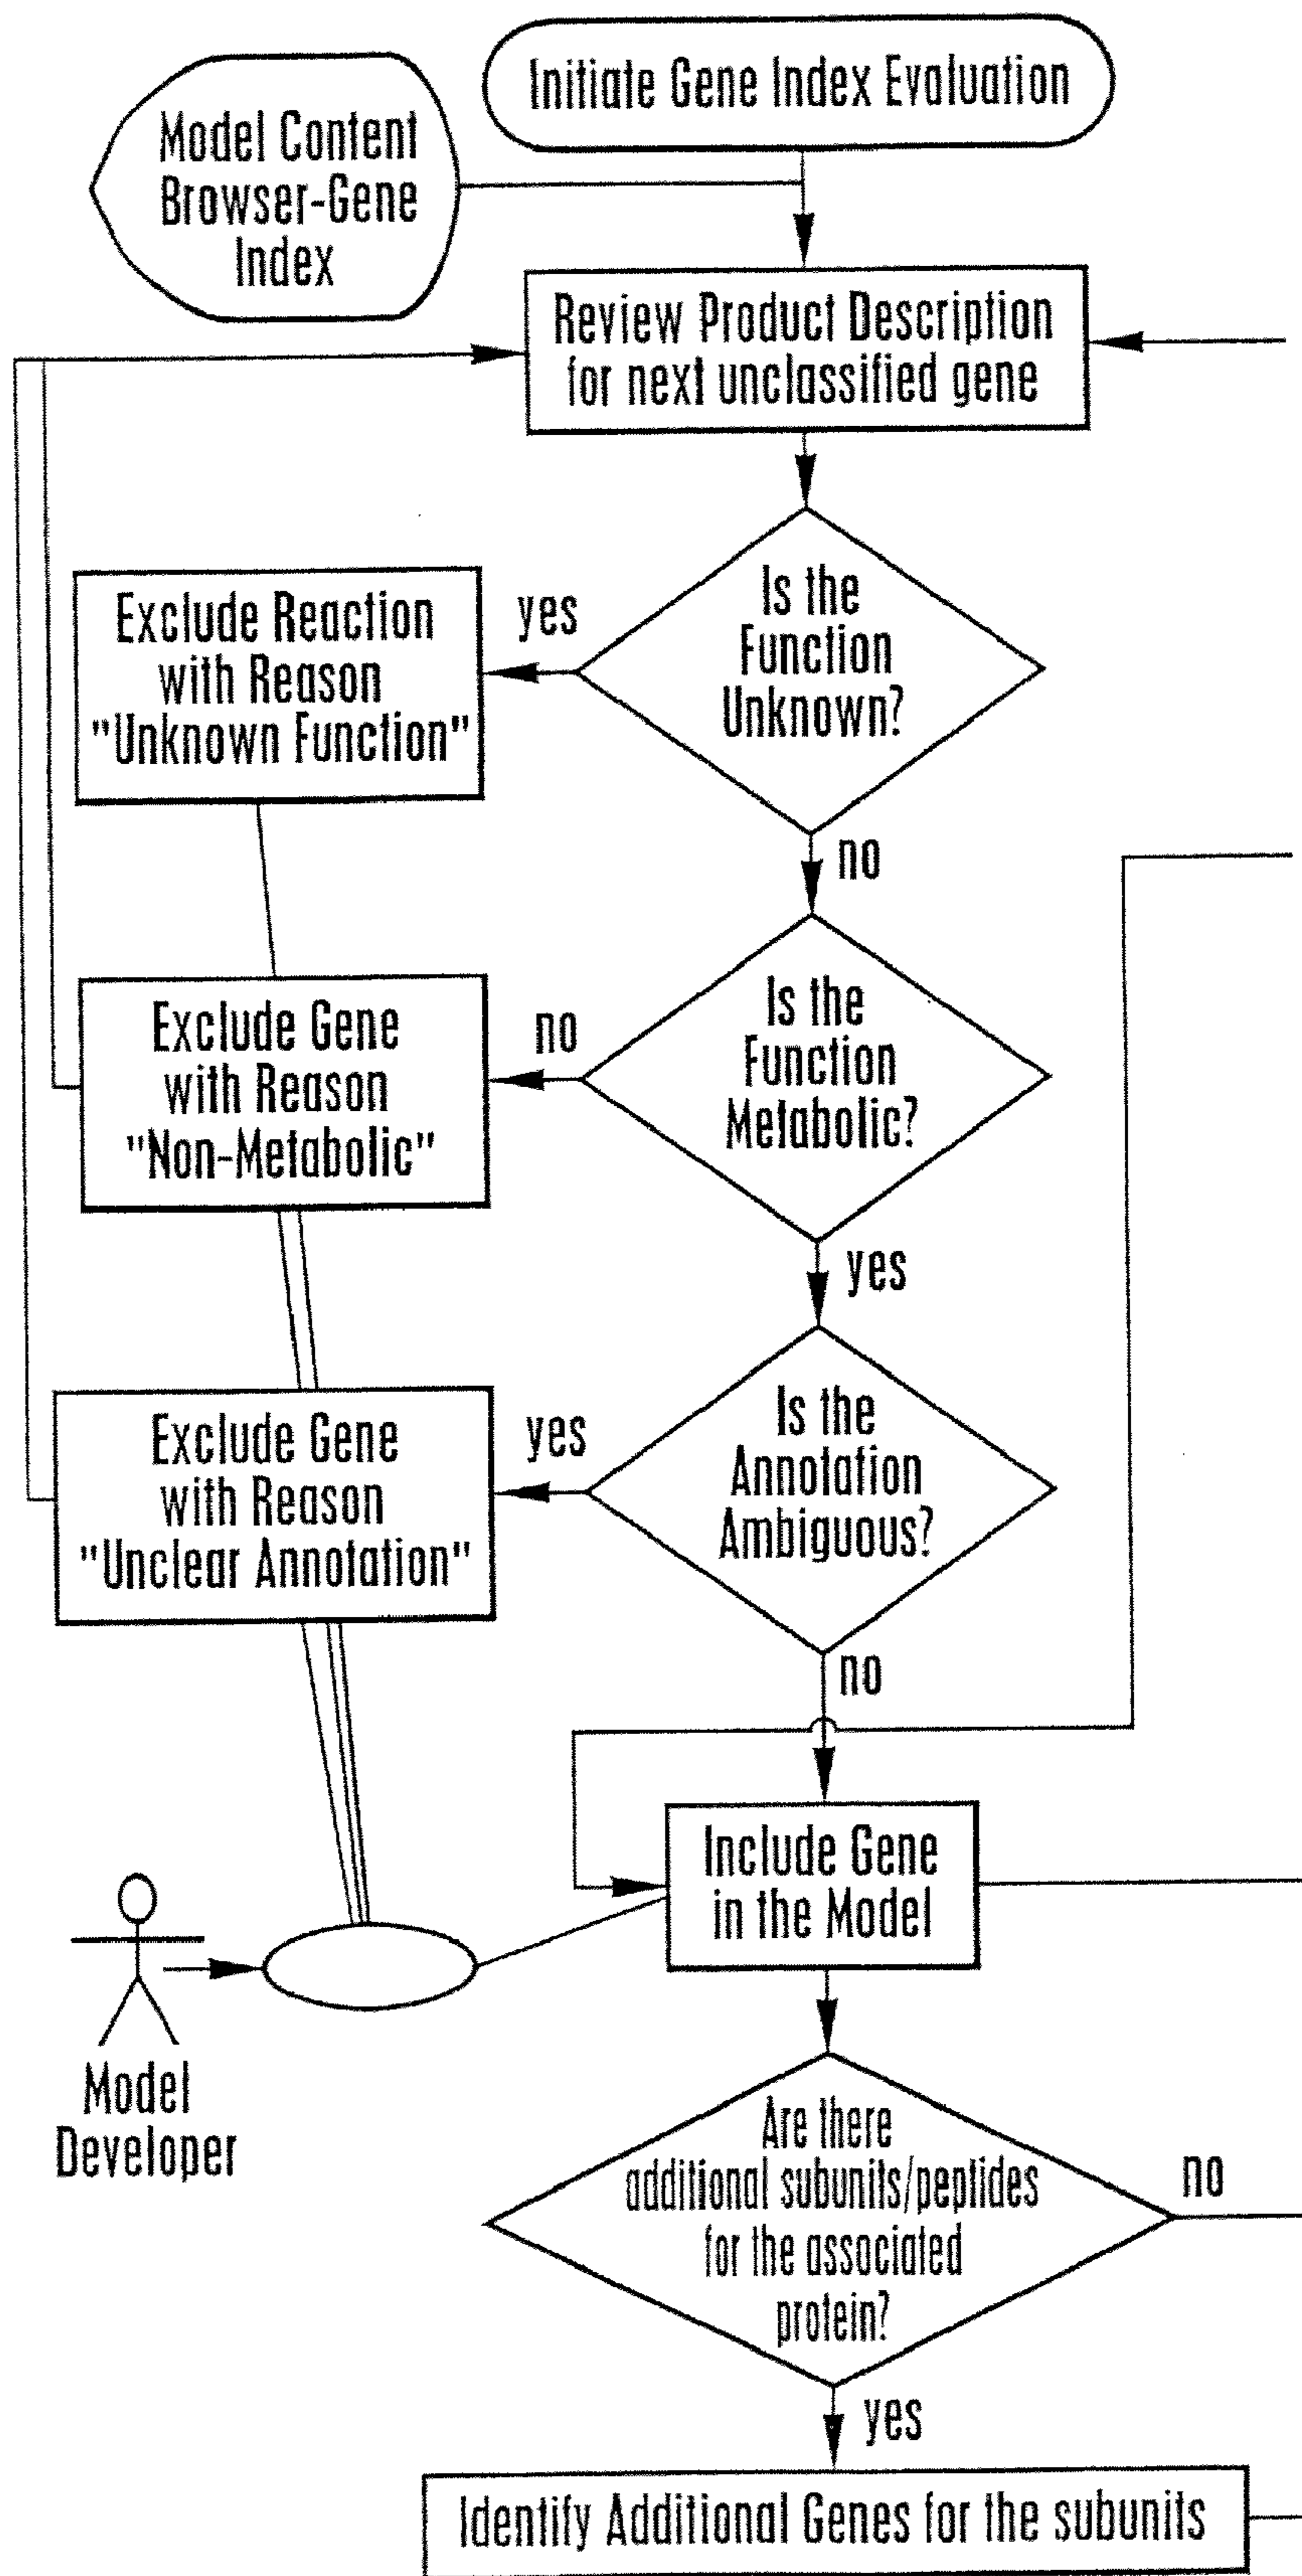 Initiate Gene Index Evaluation
Model Content
Browser-Gene
Index
Review Product Description
for next unclassified gene
Is the
Function
Unknown?
yes
Exclude Reaction
with Reason
"Unknown Function"
no
Is the
Function
Metabolic?
no
Exclude Gene
with Reason
"Non-Metabolic"
yes
Is the
Annotation
Ambiguous?
yes
Exclude Gene
with Reason
"Unclear Annotation"
no
Include Gene
in the Model
Model
Developer
Are there
additional subunits/peptides
for the associated
protein?
no
yes
Identify Additional Genes for the subunits